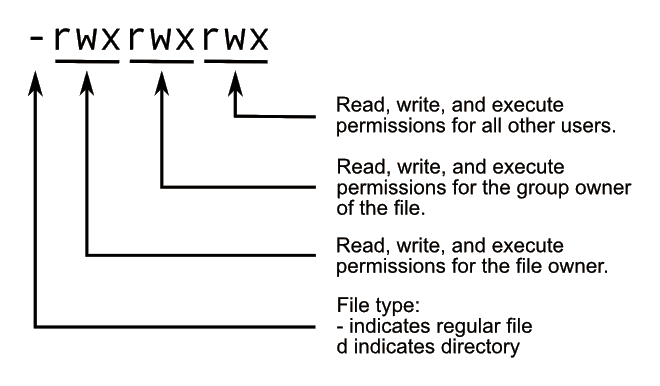 -rwxrwxrwx
Read, write, and execute
permissions for all other users.
Read, write, and execute
permissions for the group owner
of the file.
Read, write, and execute
permissions for the file owner.
File type:
- indicates regular file
d indicates directory